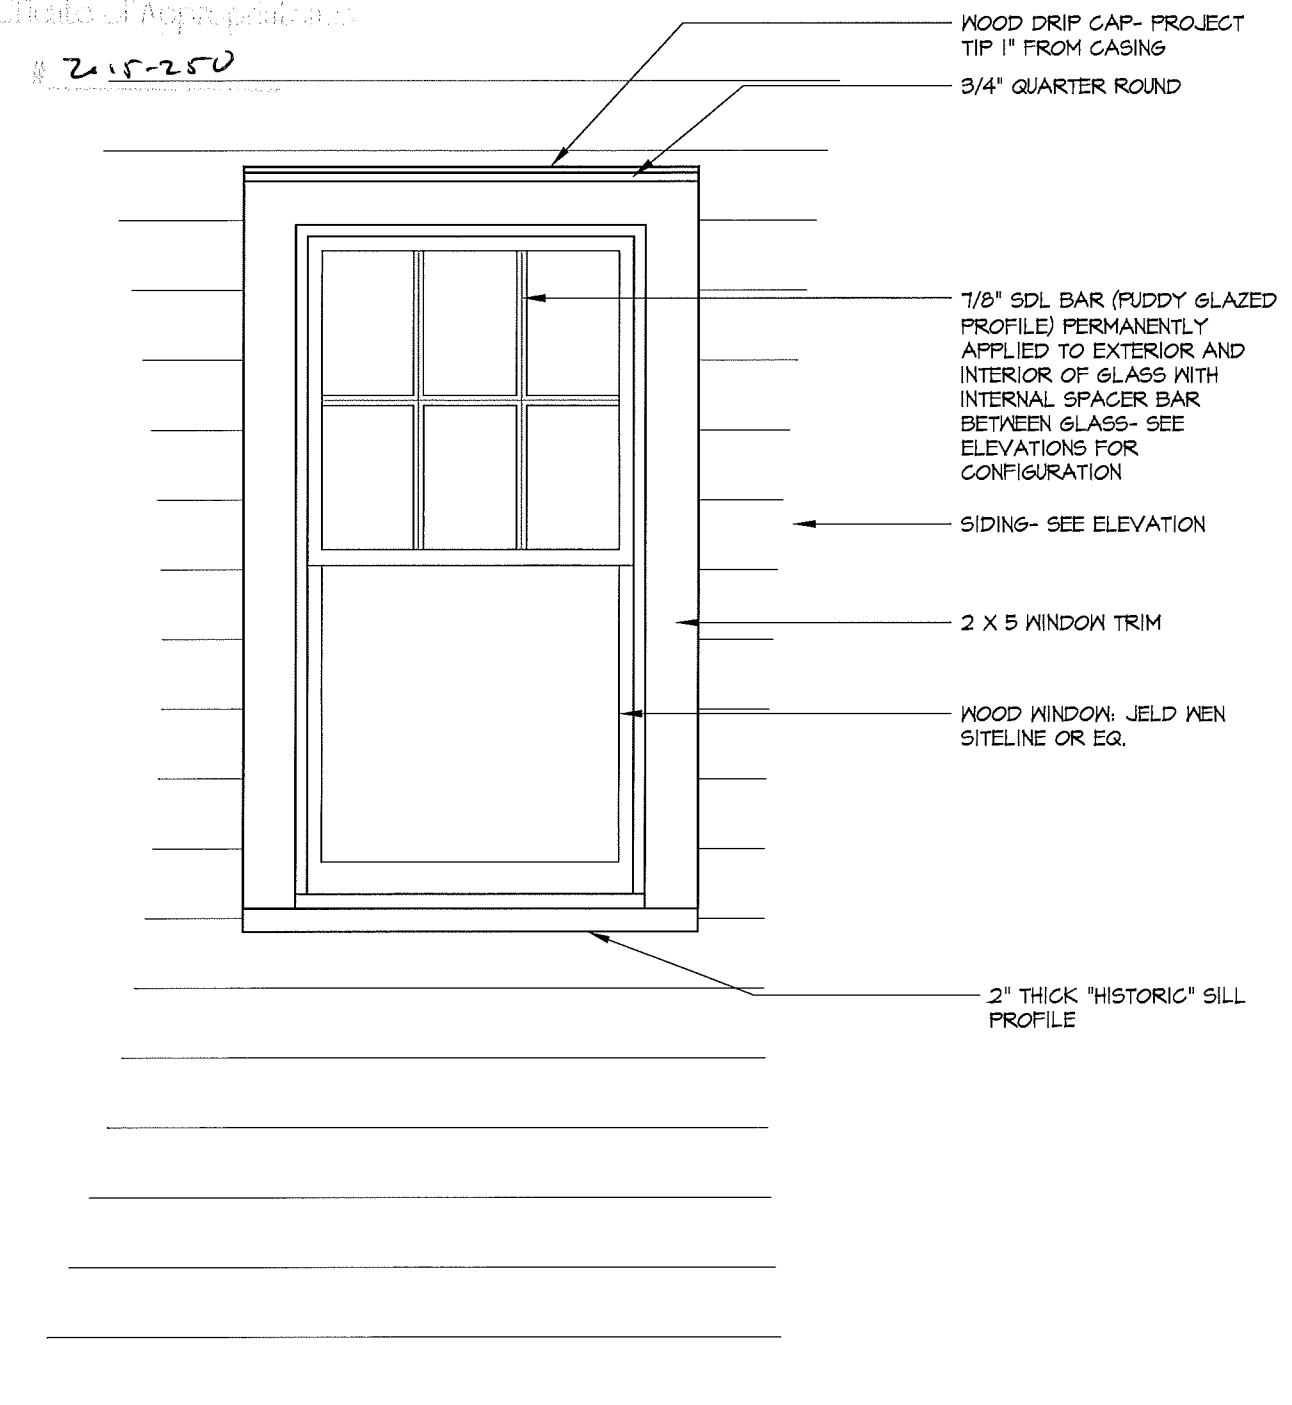 of Appropriateness
# 2015-250
WOOD DRIP CAP- PROJECT
TIP 1" FROM CASING
3/4" QUARTER ROUND
7/8" SDL BAR (PUDDY GLAZED
PROFILE) PERMANENTLY
APPLIED TO EXTERIOR AND
INTERIOR OF GLASS WITH
INTERNAL SPACER BAR
BETWEEN GLASS- SEE
ELEVATIONS FOR
CONFIGURATION
SIDING- SEE ELEVATION
2 X 5 WINDOW TRIM
WOOD WINDOW: JELD WEN
SITELINE OR EQ.
2" THICK "HISTORIC" SILL
PROFILE